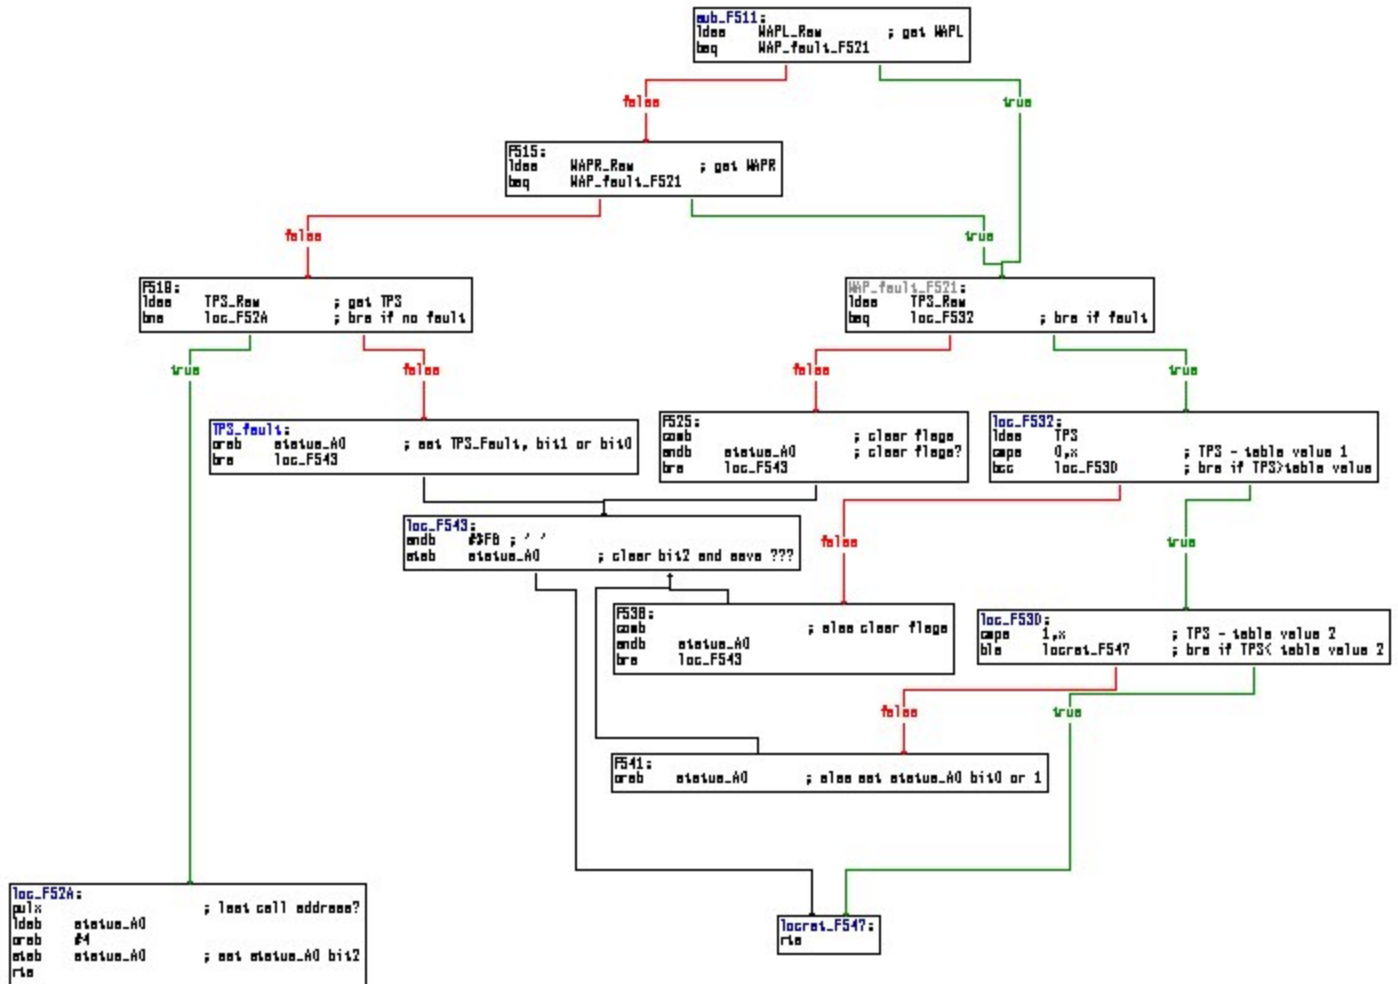 sub_F511:
ldaa WAPL_Raw ; get WAPL
beq WAP_fault_F521
false
true
F515:
ldaa WAPR_Raw ; get WAPR
beq WAP_fault_F521
false
true
F519:
ldaa TPS_Raw ; get TPS
bne loc_F52A ; bra if no fault
WAP_fault_F521:
ldaa TPS_Raw
beq loc_F532 ; bra if fault
true
false
false
true
TPS_fault:
orab status_A0 ; set TPS_Fault, bit1 or bit0
bra loc_F543
F525:
comb ; clear flags
andb status_A0 ; clear flags?
bra loc_F543
loc_F532:
ldaa TPS
cmpa 0,x ; TPS - table value 1
bcc loc_F53D ; bra if TPS>table value
loc_F543:
andb #$FB ; ' '
stab status_A0 ; clear bit2 and save ???
false
true
F53B:
comb ; else clear flags
andb status_A0
bra loc_F543
loc_F53D:
cmpa 1,x ; TPS - table value 2
bls locret_F547 ; bra if TPS< table value 2
false
true
F541:
orab status_A0 ; else set status_A0 bit0 or 1
loc_F52A:
pulx ; last call address?
ldab status_A0
orab #4
stab status_A0 ; set status_A0 bit2
rts
locret_F547:
rts